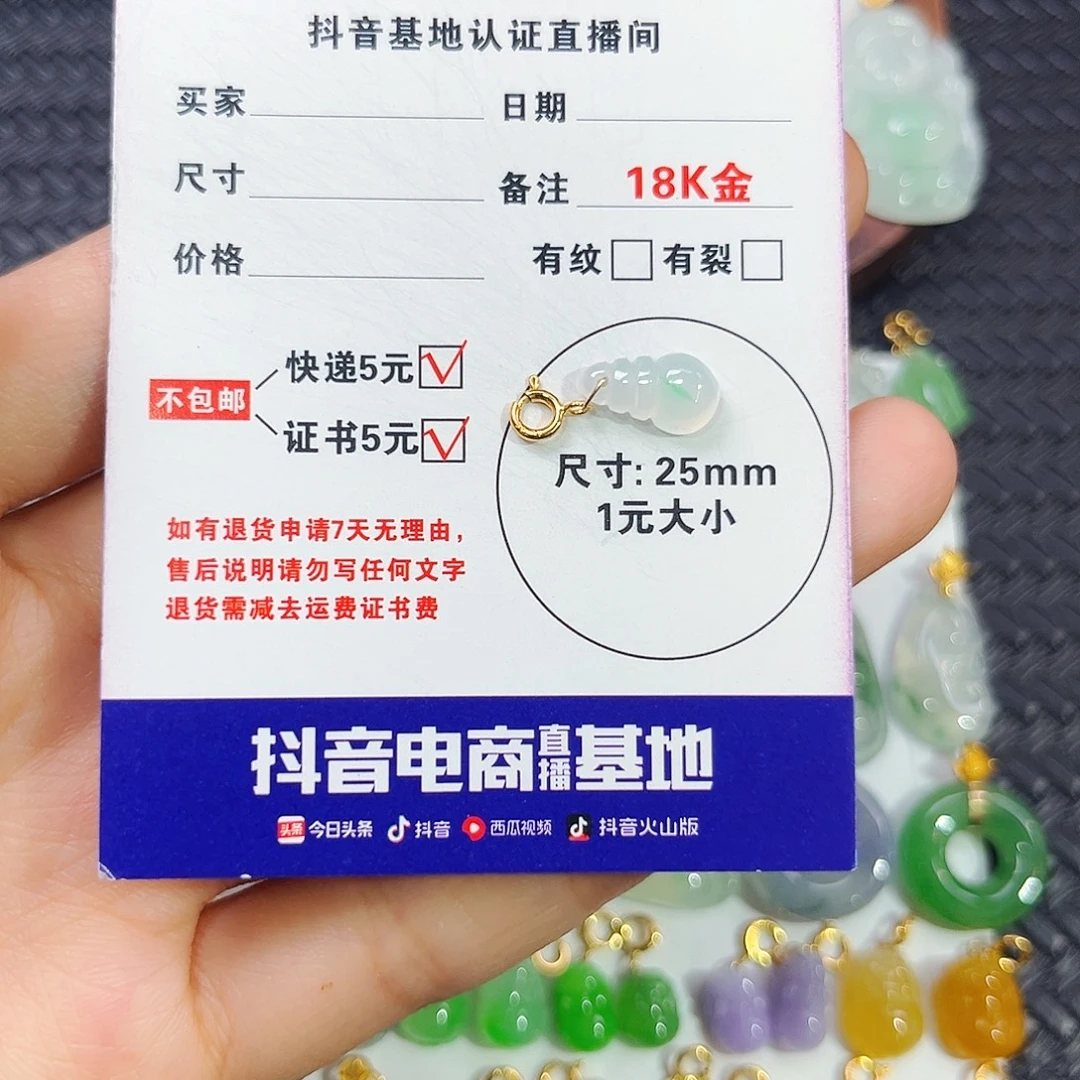 抖音基地认证直播间
买家 日期
尺寸 备注 18K金
价格 有纹 有裂
快递5元
不包邮
证书5元
尺寸: 25mm
1元大小
如有退货申请7天无理由,
售后说明请勿写任何文字
退货需减去运费证书费
抖音电商直播基地
头条 今日头条 抖音 西瓜视频 抖音火山版